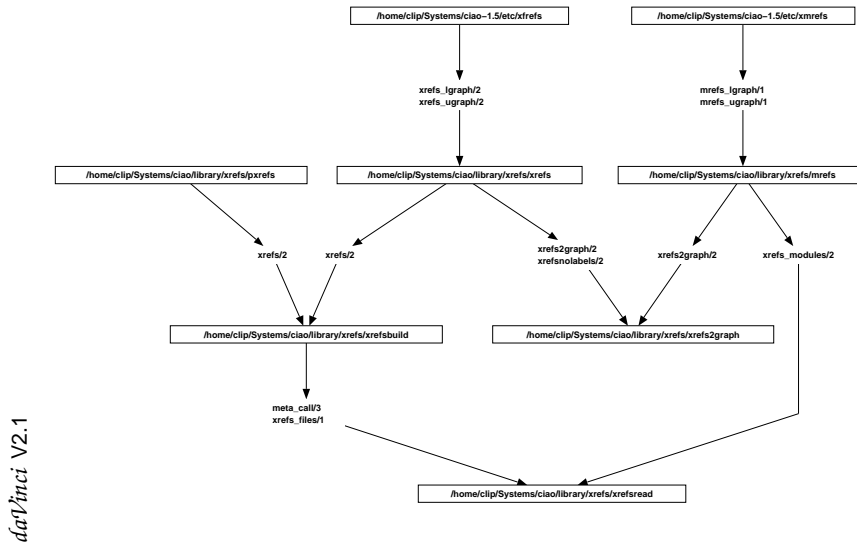 /home/clip/Systems/ciao−1.5/etc/xfrefs
/home/clip/Systems/ciao−1.5/etc/xmrefs
xrefs_lgraph/2
xrefs_ugraph/2
mrefs_lgraph/1
mrefs_ugraph/1
/home/clip/Systems/ciao/library/xrefs/pxrefs
/home/clip/Systems/ciao/library/xrefs/xrefs
/home/clip/Systems/ciao/library/xrefs/mrefs
xrefs/2
xrefs/2
xrefs2graph/2
xrefsnolabels/2
xrefs2graph/2
xrefs_modules/2
/home/clip/Systems/ciao/library/xrefs/xrefsbuild
/home/clip/Systems/ciao/library/xrefs/xrefs2graph
meta_call/3
xrefs_files/1
/home/clip/Systems/ciao/library/xrefs/xrefsread
daVinci V2.1